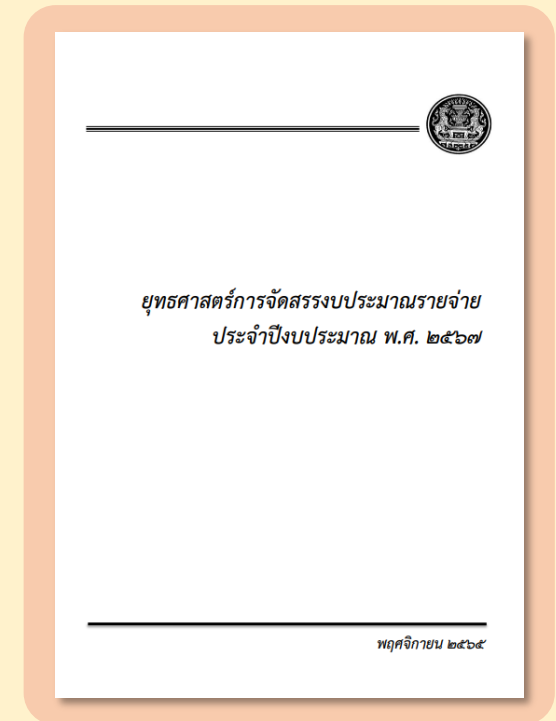 ยุทธศาสตร์การจัดสรรงบประมาณรายจ่าย
ประจำปีงบประมาณ พ.ศ. ๒๕๖๗
พฤศจิกายน ๒๕๖๕